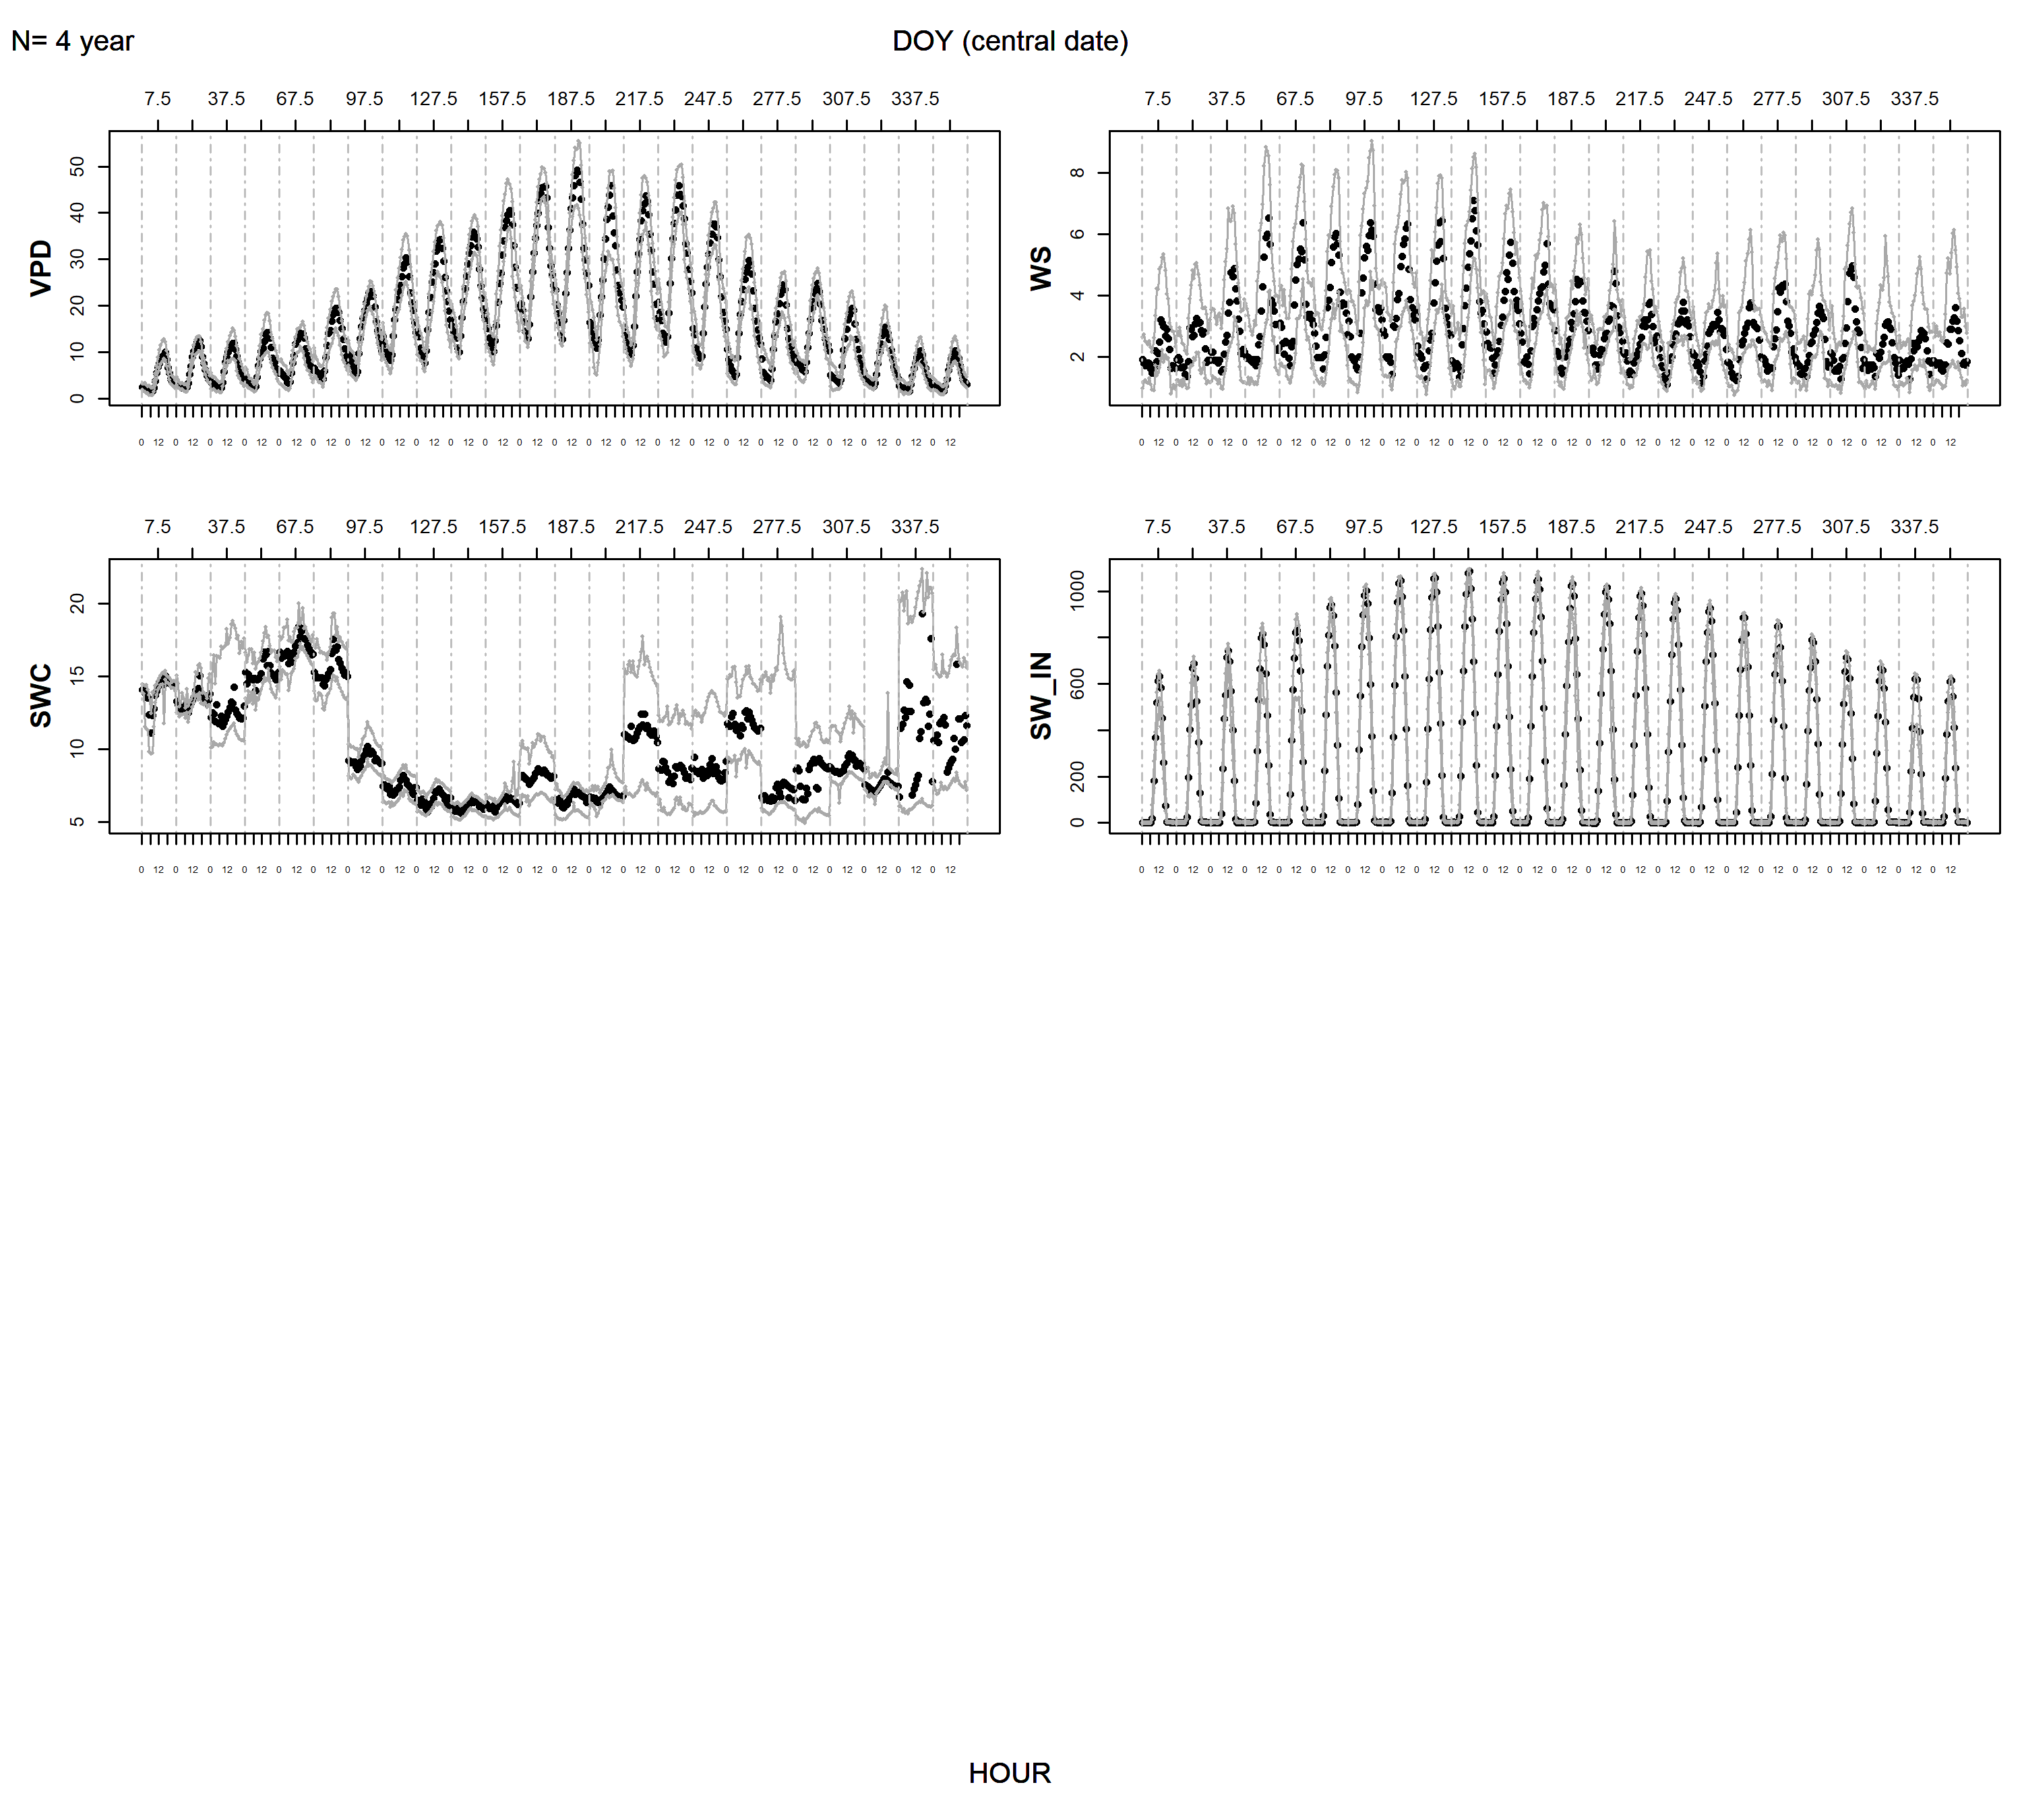 N= 4 year
DOY (central date)
7.5 37.5 67.5 97.5 127.5 157.5 187.5 217.5 247.5 277.5 307.5 337.5
VPD
0 10 20 30 40 50
0 12 0 12 0 12 0 12 0 12 0 12 0 12 0 12 0 12 0 12 0 12 0 12 0 12 0 12 0 12 0 12 0 12 0 12 0 12 0 12 0 12 0 12 0 12 0 12
7.5 37.5 67.5 97.5 127.5 157.5 187.5 217.5 247.5 277.5 307.5 337.5
WS
2 4 6 8
0 12 0 12 0 12 0 12 0 12 0 12 0 12 0 12 0 12 0 12 0 12 0 12 0 12 0 12 0 12 0 12 0 12 0 12 0 12 0 12 0 12 0 12 0 12 0 12
7.5 37.5 67.5 97.5 127.5 157.5 187.5 217.5 247.5 277.5 307.5 337.5
SWC
5 10 15 20
0 12 0 12 0 12 0 12 0 12 0 12 0 12 0 12 0 12 0 12 0 12 0 12 0 12 0 12 0 12 0 12 0 12 0 12 0 12 0 12 0 12 0 12 0 12 0 12
7.5 37.5 67.5 97.5 127.5 157.5 187.5 217.5 247.5 277.5 307.5 337.5
SW_IN
0 200 600 1000
0 12 0 12 0 12 0 12 0 12 0 12 0 12 0 12 0 12 0 12 0 12 0 12 0 12 0 12 0 12 0 12 0 12 0 12 0 12 0 12 0 12 0 12 0 12 0 12
HOUR